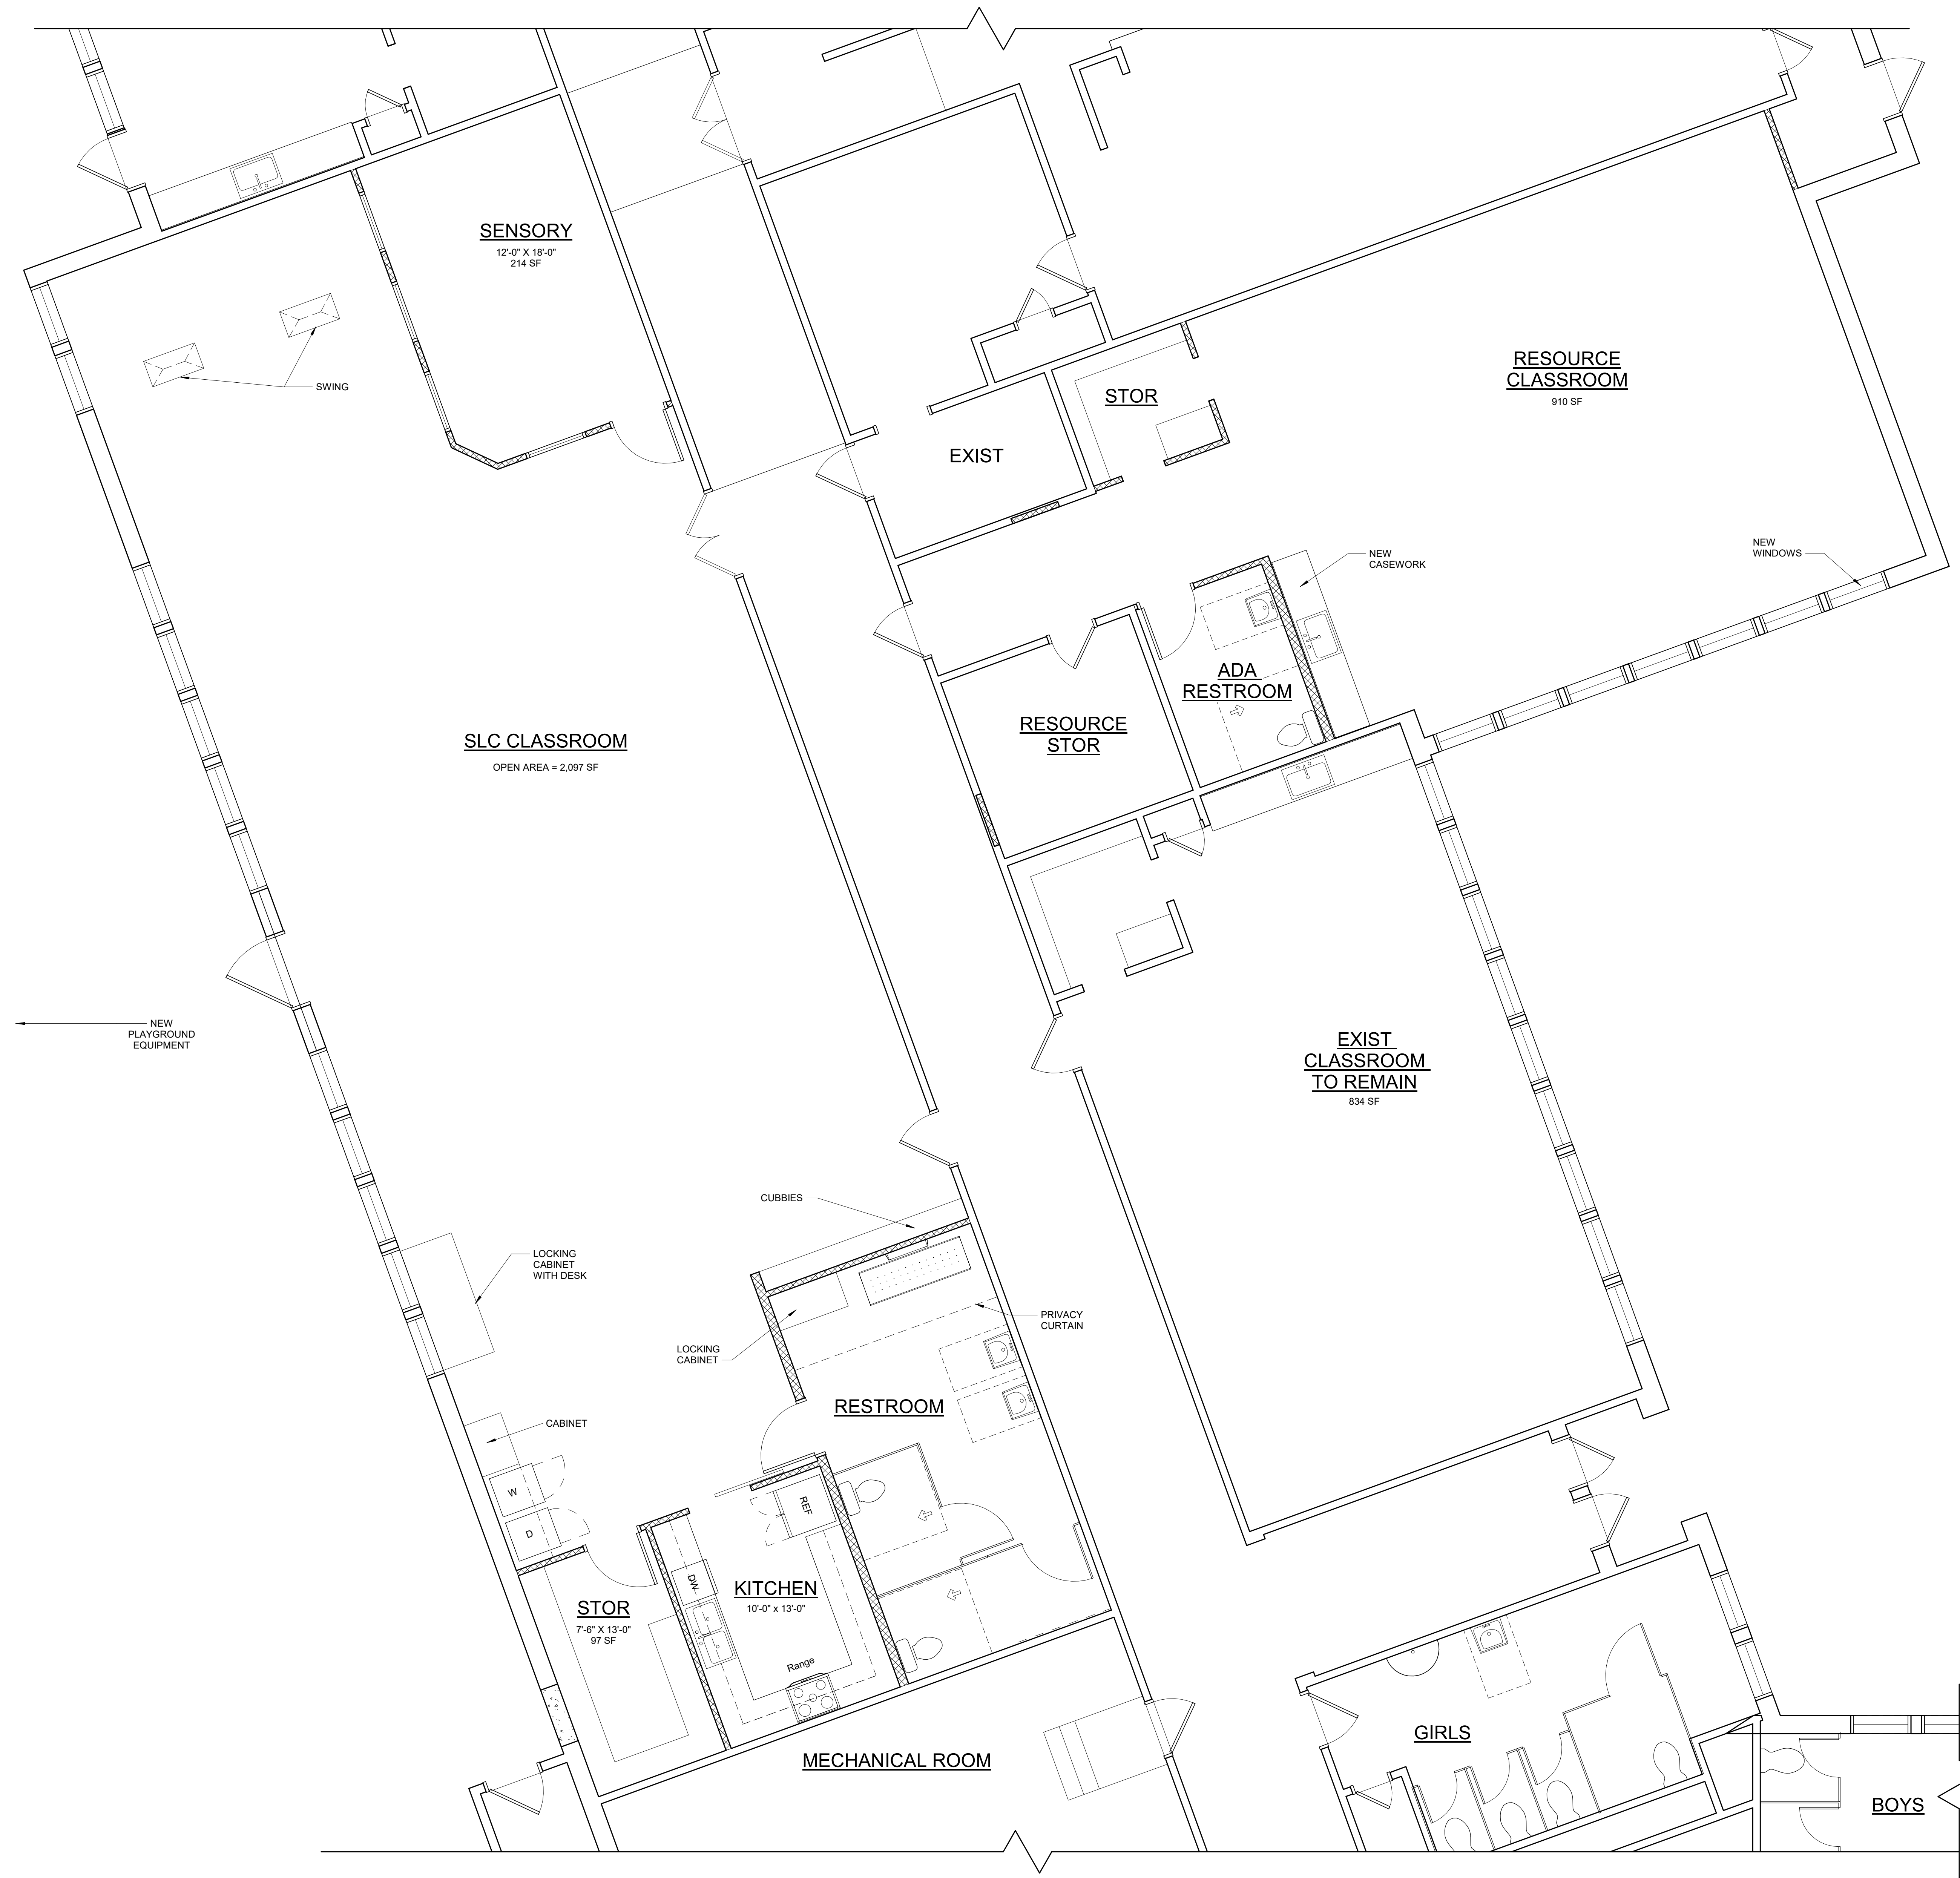 SENSORY
12'-0" X 18'-0"
214 SF
SWING
RESOURCE
CLASSROOM
910 SF
STOR
EXIST
NEW
CASEWORK
NEW
WINDOWS
ADA
RESTROOM
RESOURCE
STOR
SLC CLASSROOM
OPEN AREA = 2,097 SF
NEW
PLAYGROUND
EQUIPMENT
EXIST
CLASSROOM
TO REMAIN
834 SF
CUBBIES
LOCKING
CABINET
WITH DESK
PRIVACY
CURTAIN
LOCKING
CABINET
RESTROOM
CABINET
W
D
REF
DW
KITCHEN
10'-0" x 13'-0"
STOR
7'-6" X 13'-0"
97 SF
Range
MECHANICAL ROOM
GIRLS
BOYS